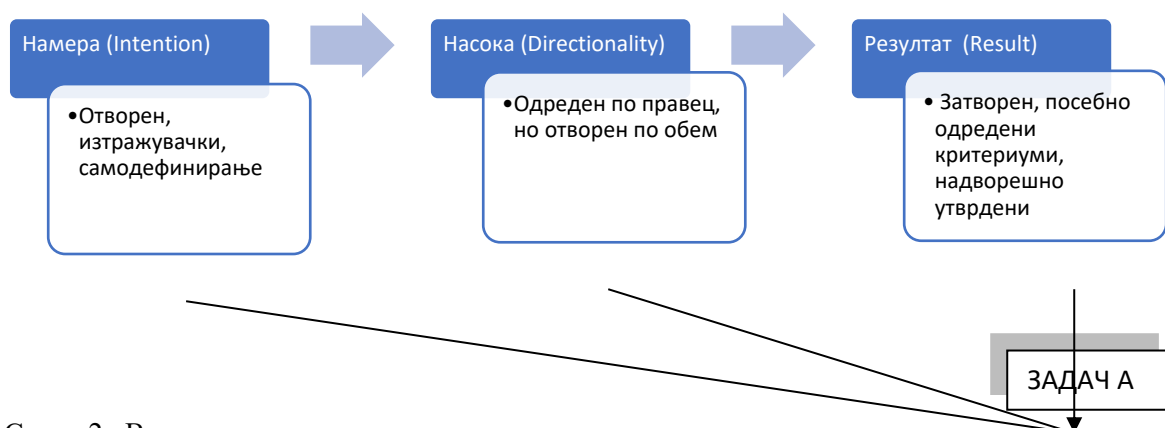 Намера (Intention)
•Отворен,
изтражувачки,
самодефинирање
Насока (Directionality)
•Одреден по правец,
но отворен по обем
Резултат (Result)
• Затворен, посебно
одредени
критериуми,
надворешно
утврдени
ЗАДАЧ А